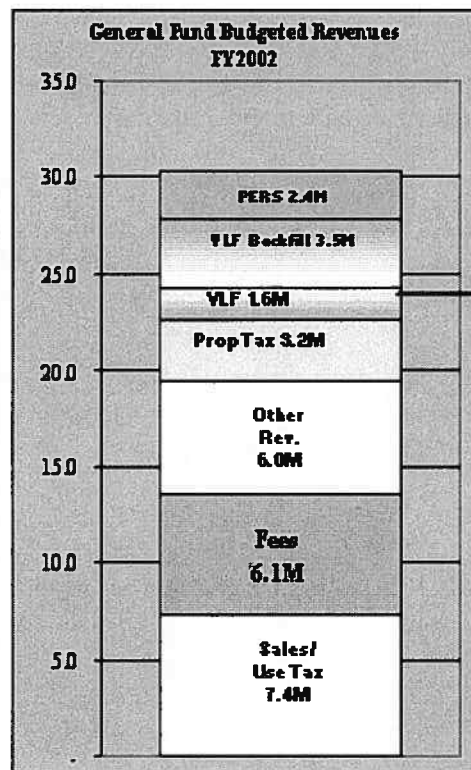 General Fund Budgeted Revenues
FY2002
35.0
30.0
25.0
20.0
15.0
10.0
5.0
-
PERS 2.4M
VLF Backfill 3.5M
VLF 1.6M
Prop Tax 3.2M
Other
Rev.
6.0M
Fees
6.1M
Sales/
Use Tax
7.4M